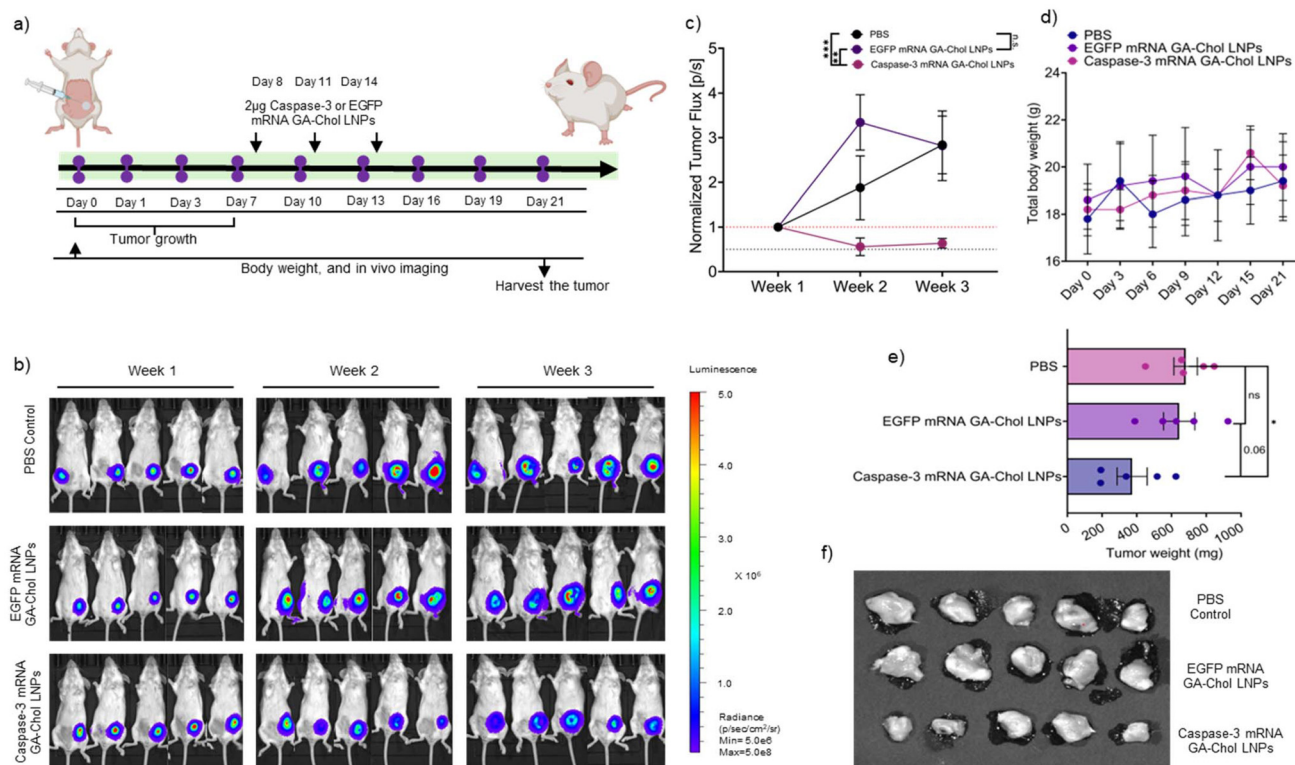 a)
Day 8 Day 11 Day 14
2µg Caspase-3 or EGFP
mRNA GA-Chol LNPs
Day 0 Day 1 Day 3 Day 7 Day 10 Day 13 Day 16 Day 19 Day 21
Tumor growth
Body weight, and in vivo imaging
Harvest the tumor
b)
Week 1 Week 2 Week 3
PBS Control
EGFP mRNA
GA-Chol LNPs
Caspase-3 mRNA
GA-Chol LNPs
Luminescence
5.0
4.0
3.0
X 10⁶
2.0
1.0
Radiance
(p/sec/cm²/sr)
Min= 5.0e6
Max=5.0e8
c)
PBS
EGFP mRNA GA-Chol LNPs
Caspase-3 mRNA GA-Chol LNPs
***
**
n.s
Normalized Tumor Flux [p/s]
5
4
3
2
1
0
Week 1 Week 2 Week 3
d)
PBS
EGFP mRNA GA-Chol LNPs
Caspase-3 mRNA GA-Chol LNPs
Total body weight (g)
22
20
18
16
Day 0 Day 3 Day 6 Day 9 Day 12 Day 15 Day 21
e)
PBS
EGFP mRNA GA-Chol LNPs
Caspase-3 mRNA GA-Chol LNPs
ns
*
0.06
0 200 400 600 800 1000
Tumor weight (mg)
f)
PBS
Control
EGFP mRNA
GA-Chol LNPs
Caspase-3 mRNA
GA-Chol LNPs